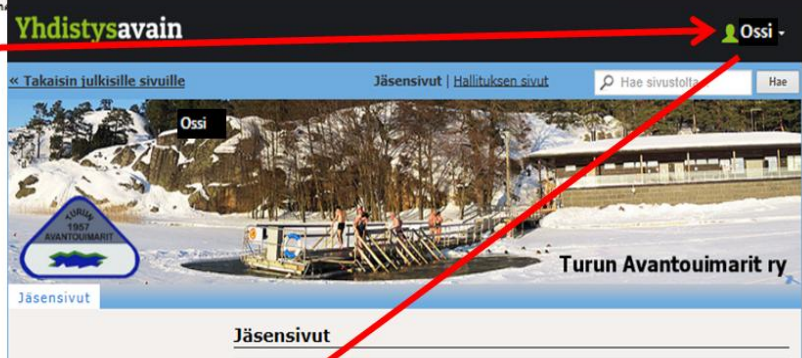 Yhdistysavain
Ossi
« Takaisin julkisille sivuille
Jäsensivut | Hallituksen sivut
Hae sivustolta
Hae
Ossi
TURUN
1957
AVANTOUIMARIT
Turun Avantouimarit ry
Jäsensivut
Jäsensivut